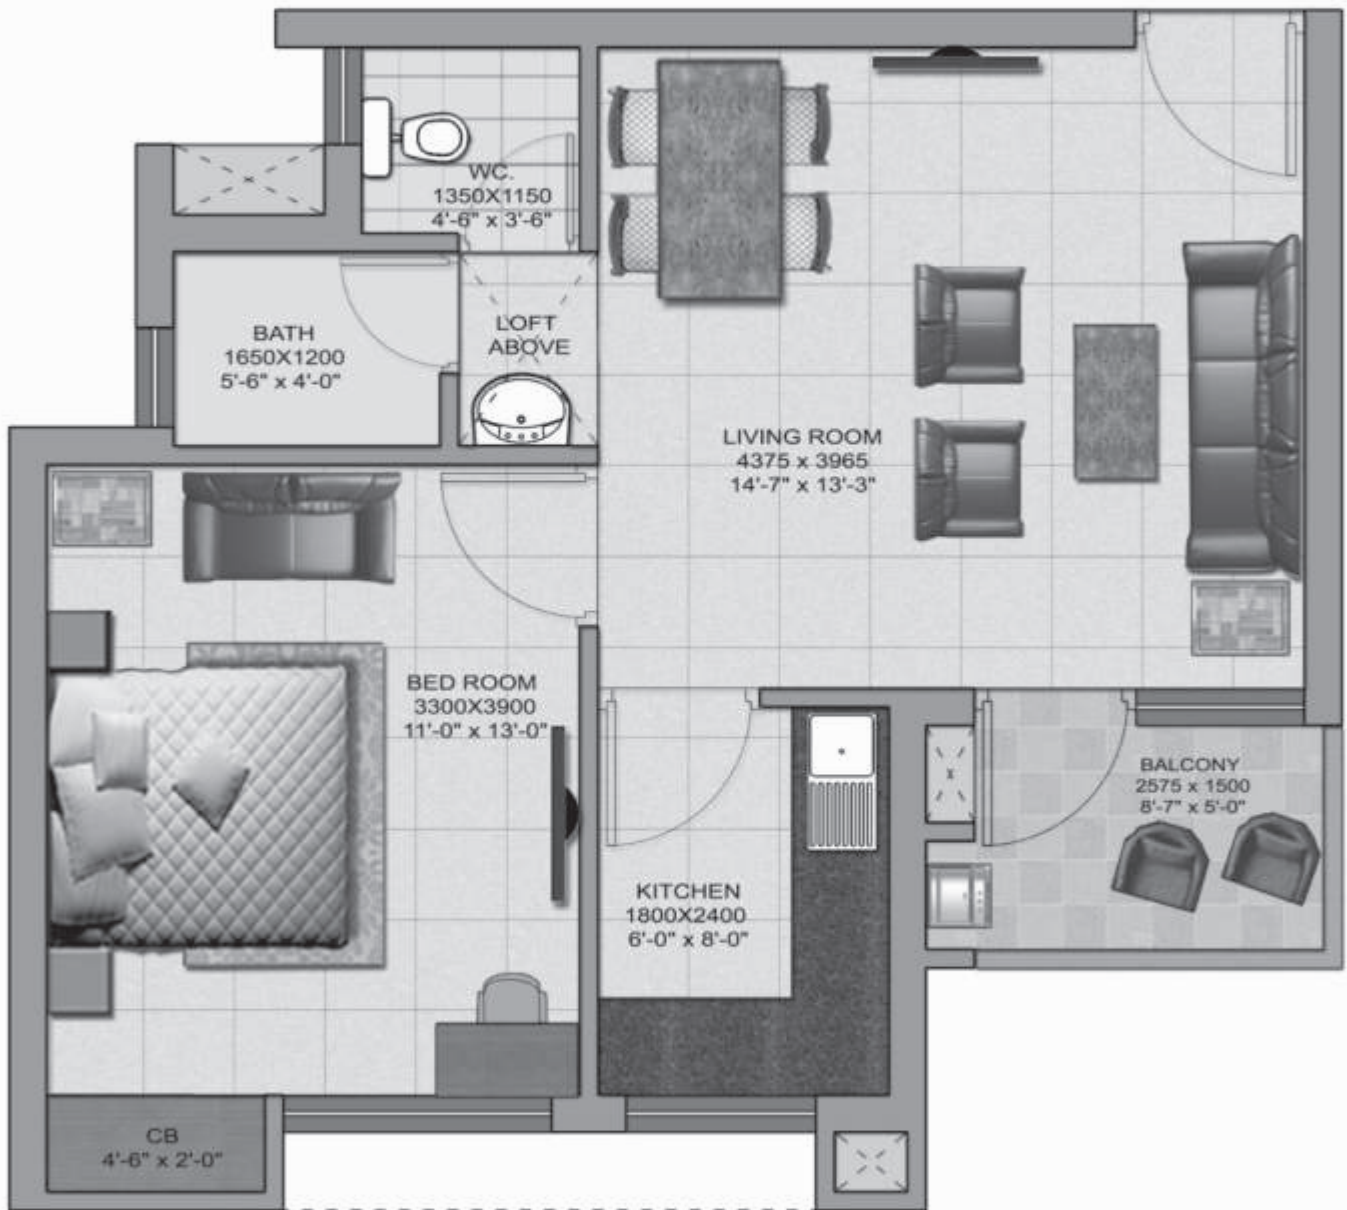 WC.
1350X1150
4'-6" x 3'-6"
BATH
1650X1200
5'-6" x 4'-0"
LOFT
ABOVE
LIVING ROOM
4375 x 3965
14'-7" x 13'-3"
BED ROOM
3300X3900
11'-0" x 13'-0"
BALCONY
2575 x 1500
8'-7" x 5'-0"
KITCHEN
1800X2400
6'-0" x 8'-0"
CB
4'-6" x 2'-0"